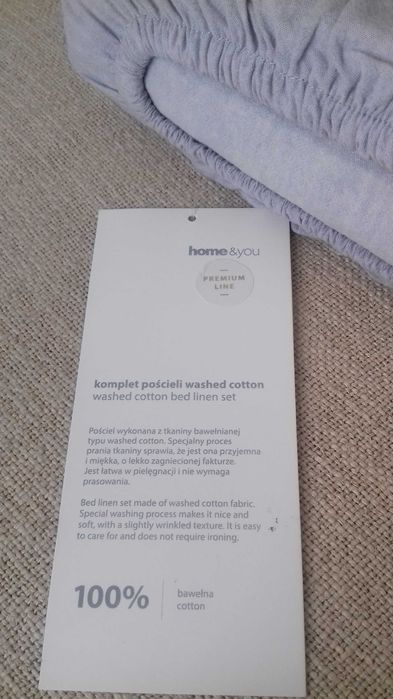 home&you
PREMIUM
LINE
komplet pościeli washed cotton
washed cotton bed linen set
Pościel wykonana z tkaniny bawełnianej
typu washed cotton. Specjalny proces
prania tkaniny sprawia, że jest ona przyjemna
i miękka, o lekko zagniecionej fakturze.
Jest łatwa w pielęgnacji i nie wymaga
prasowania.
Bed linen set made of washed cotton fabric.
Special washing process makes it nice and
soft, with a slightly wrinkled texture. It is easy
to care for and does not require ironing.
100%
bawełna
cotton